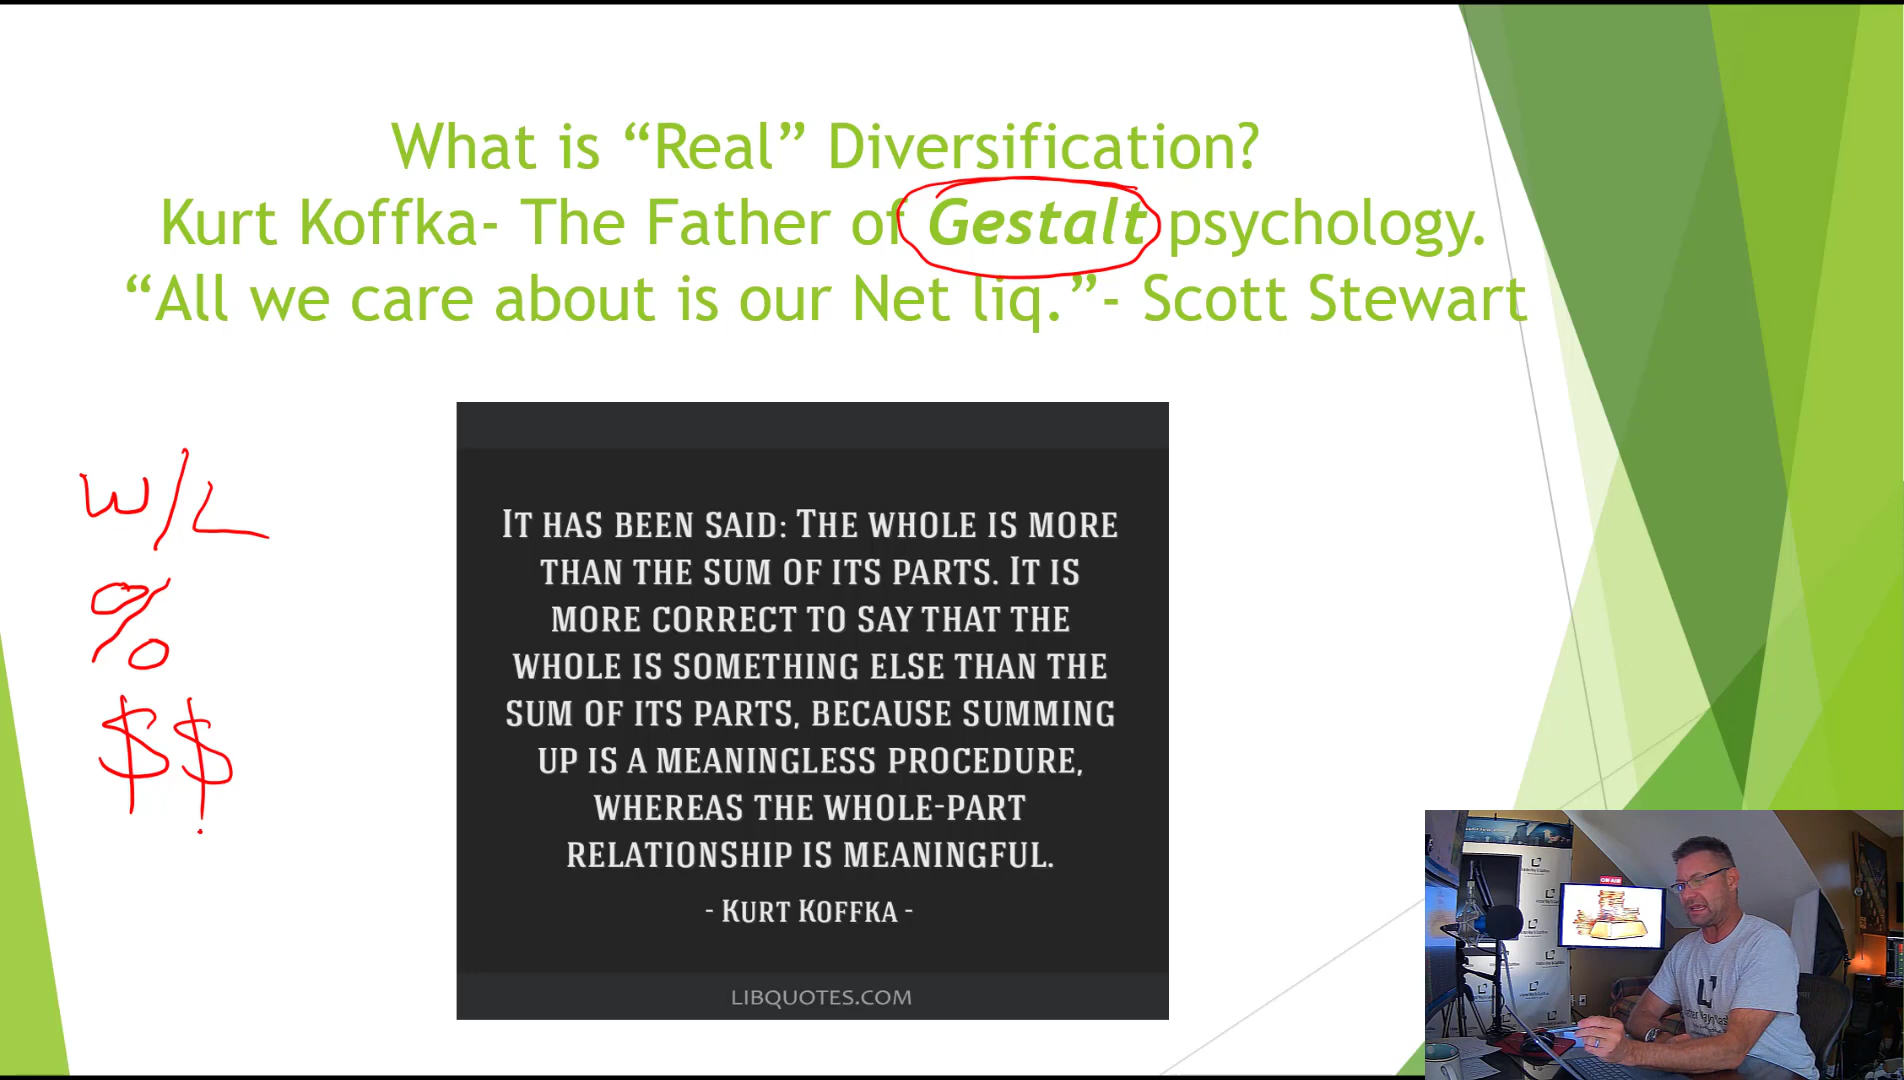 What is “Real” Diversification?
Kurt Koffka- The Father of Gestalt psychology.
“All we care about is our Net liq.”- Scott Stewart
W/L
%
$$
It has been said: The whole is more
than the sum of its parts. It is
more correct to say that the
whole is something else than the
sum of its parts, because summing
up is a meaningless procedure,
whereas the whole-part
relationship is meaningful.
- Kurt Koffka -
LIBQUOTES.COM
ON AIR